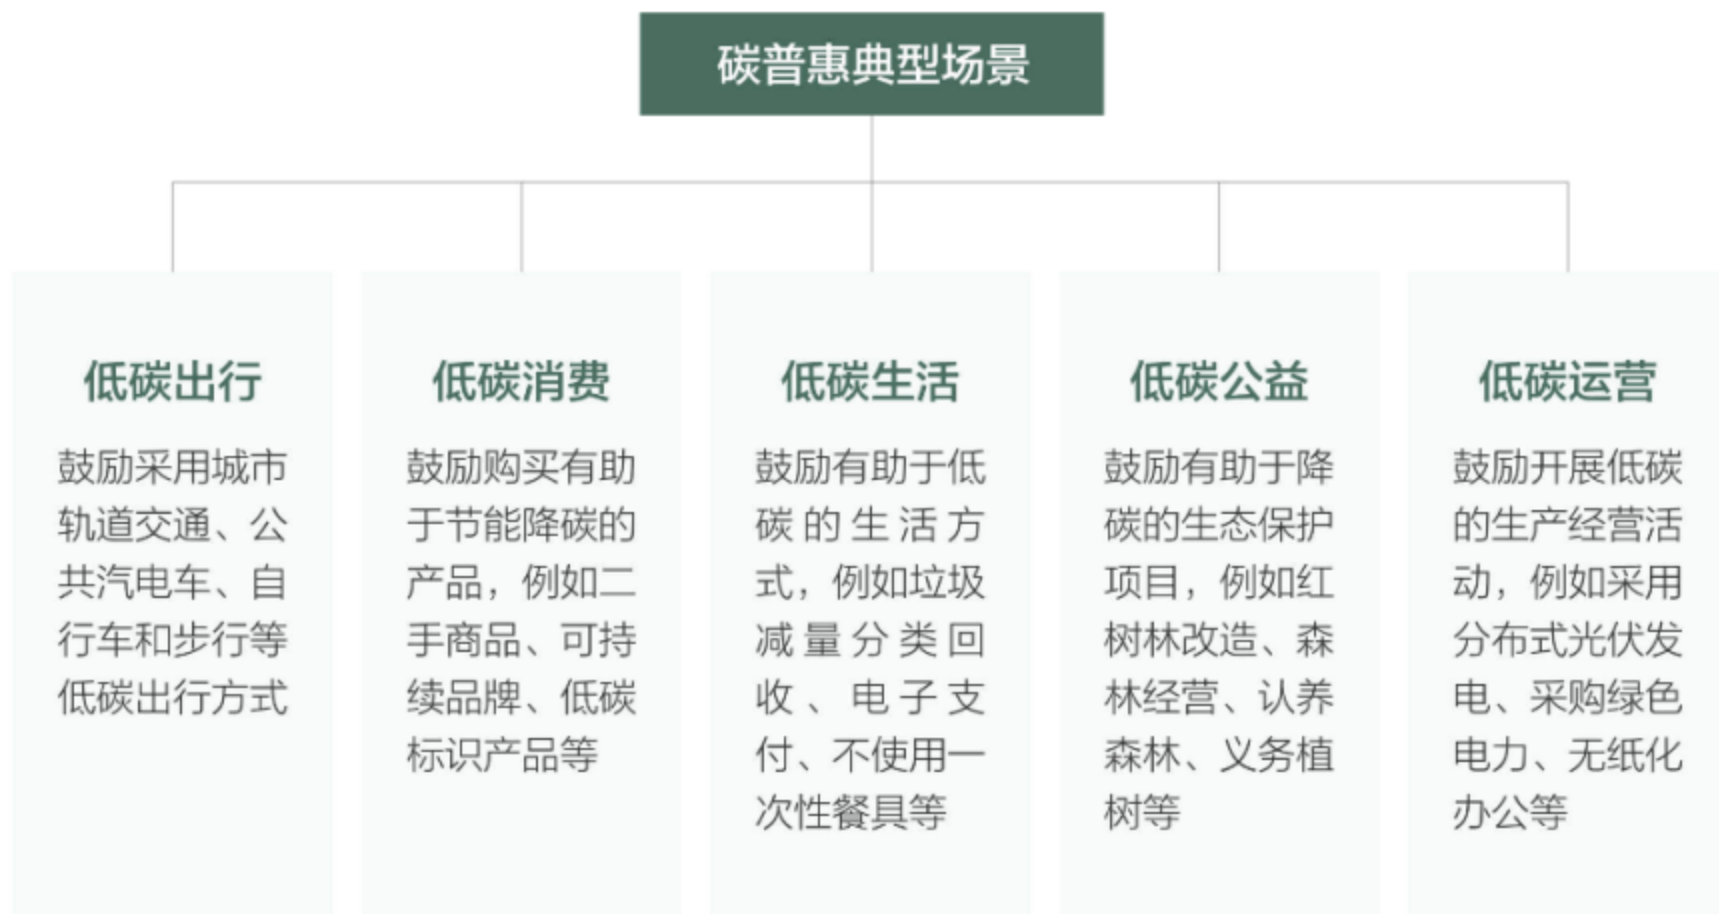 碳普惠典型场景
低碳出行
鼓励采用城市
轨道交通、公
共汽电车、自
行车和步行等
低碳出行方式
低碳消费
鼓励购买有助
于节能降碳的
产品，例如二
手商品、可持
续品牌、低碳
标识产品等
低碳生活
鼓励有助于低
碳的生活方
式，例如垃圾
减量分类回
收、电子支
付、不使用一
次性餐具等
低碳公益
鼓励有助于降
碳的生态保护
项目，例如红
树林改造、森
林经营、认养
森林、义务植
树等
低碳运营
鼓励开展低碳
的生产经营活
动，例如采用
分布式光伏发
电、采购绿色
电力、无纸化
办公等